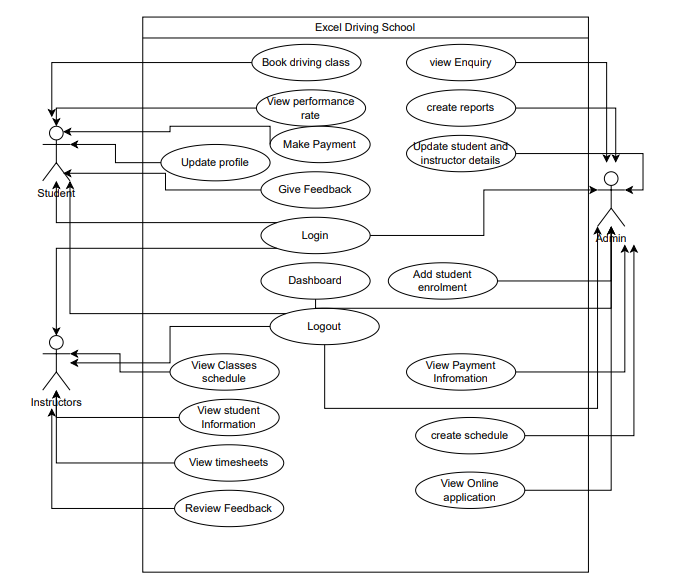 Excel Driving School
Book driving class
view Enquiry
View performance
rate
create reports
Make Payment
Update student and
instructor details
Update profile
Student
Give Feedback
Login
Admin
Dashboard
Add student
enrolment
Logout
View Classes
schedule
View Payment
Infromation
Instructors
View student
Information
create schedule
View timesheets
View Online
application
Review Feedback